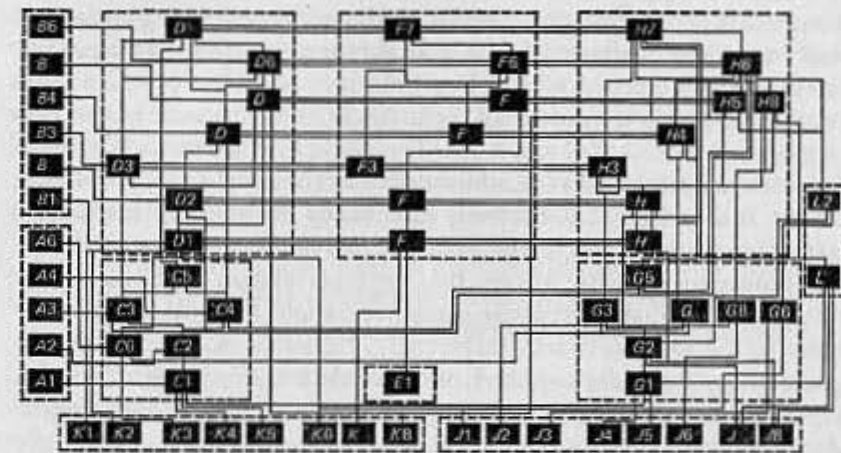 B6 D F7 H7
D6 F6 H6
B D F H5 H8
B4
B3 D F H4
B D3 F3 H3
B1 D2 F H L2
D1 F H
A6
A4 C5 G5 L
A3 C3 C4 G3 G G8 G6
A2 C6 C2 G2
A1 C1 E1 G1
K1 K2 K3 K4 K5 K6 K K8 J1 J2 J3 J4 J5 J6 J J8